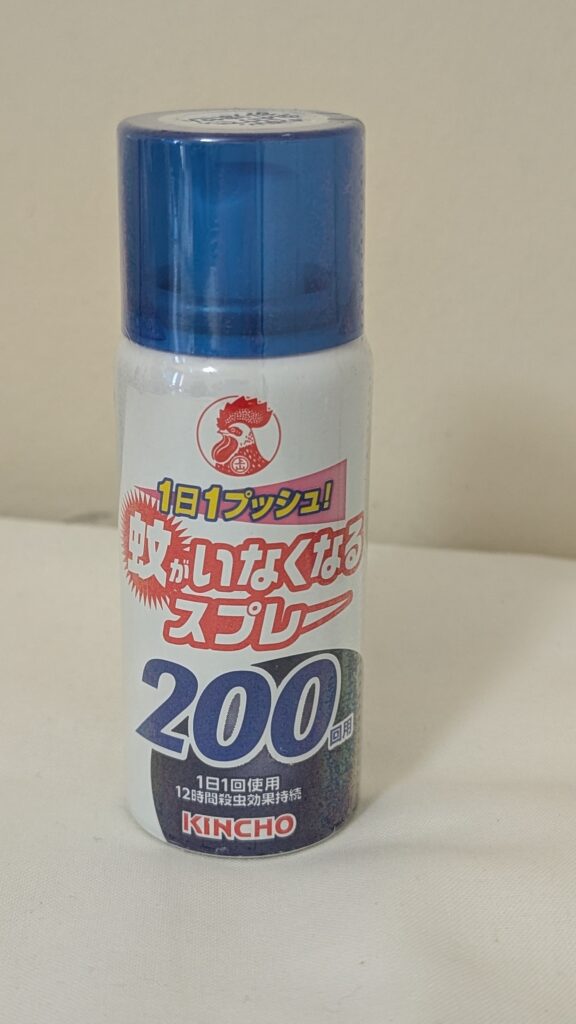 1日1プッシュ!
蚊がいなくなる
スプレー
200回用
1日1回使用
12時間殺虫効果持続
KINCHO